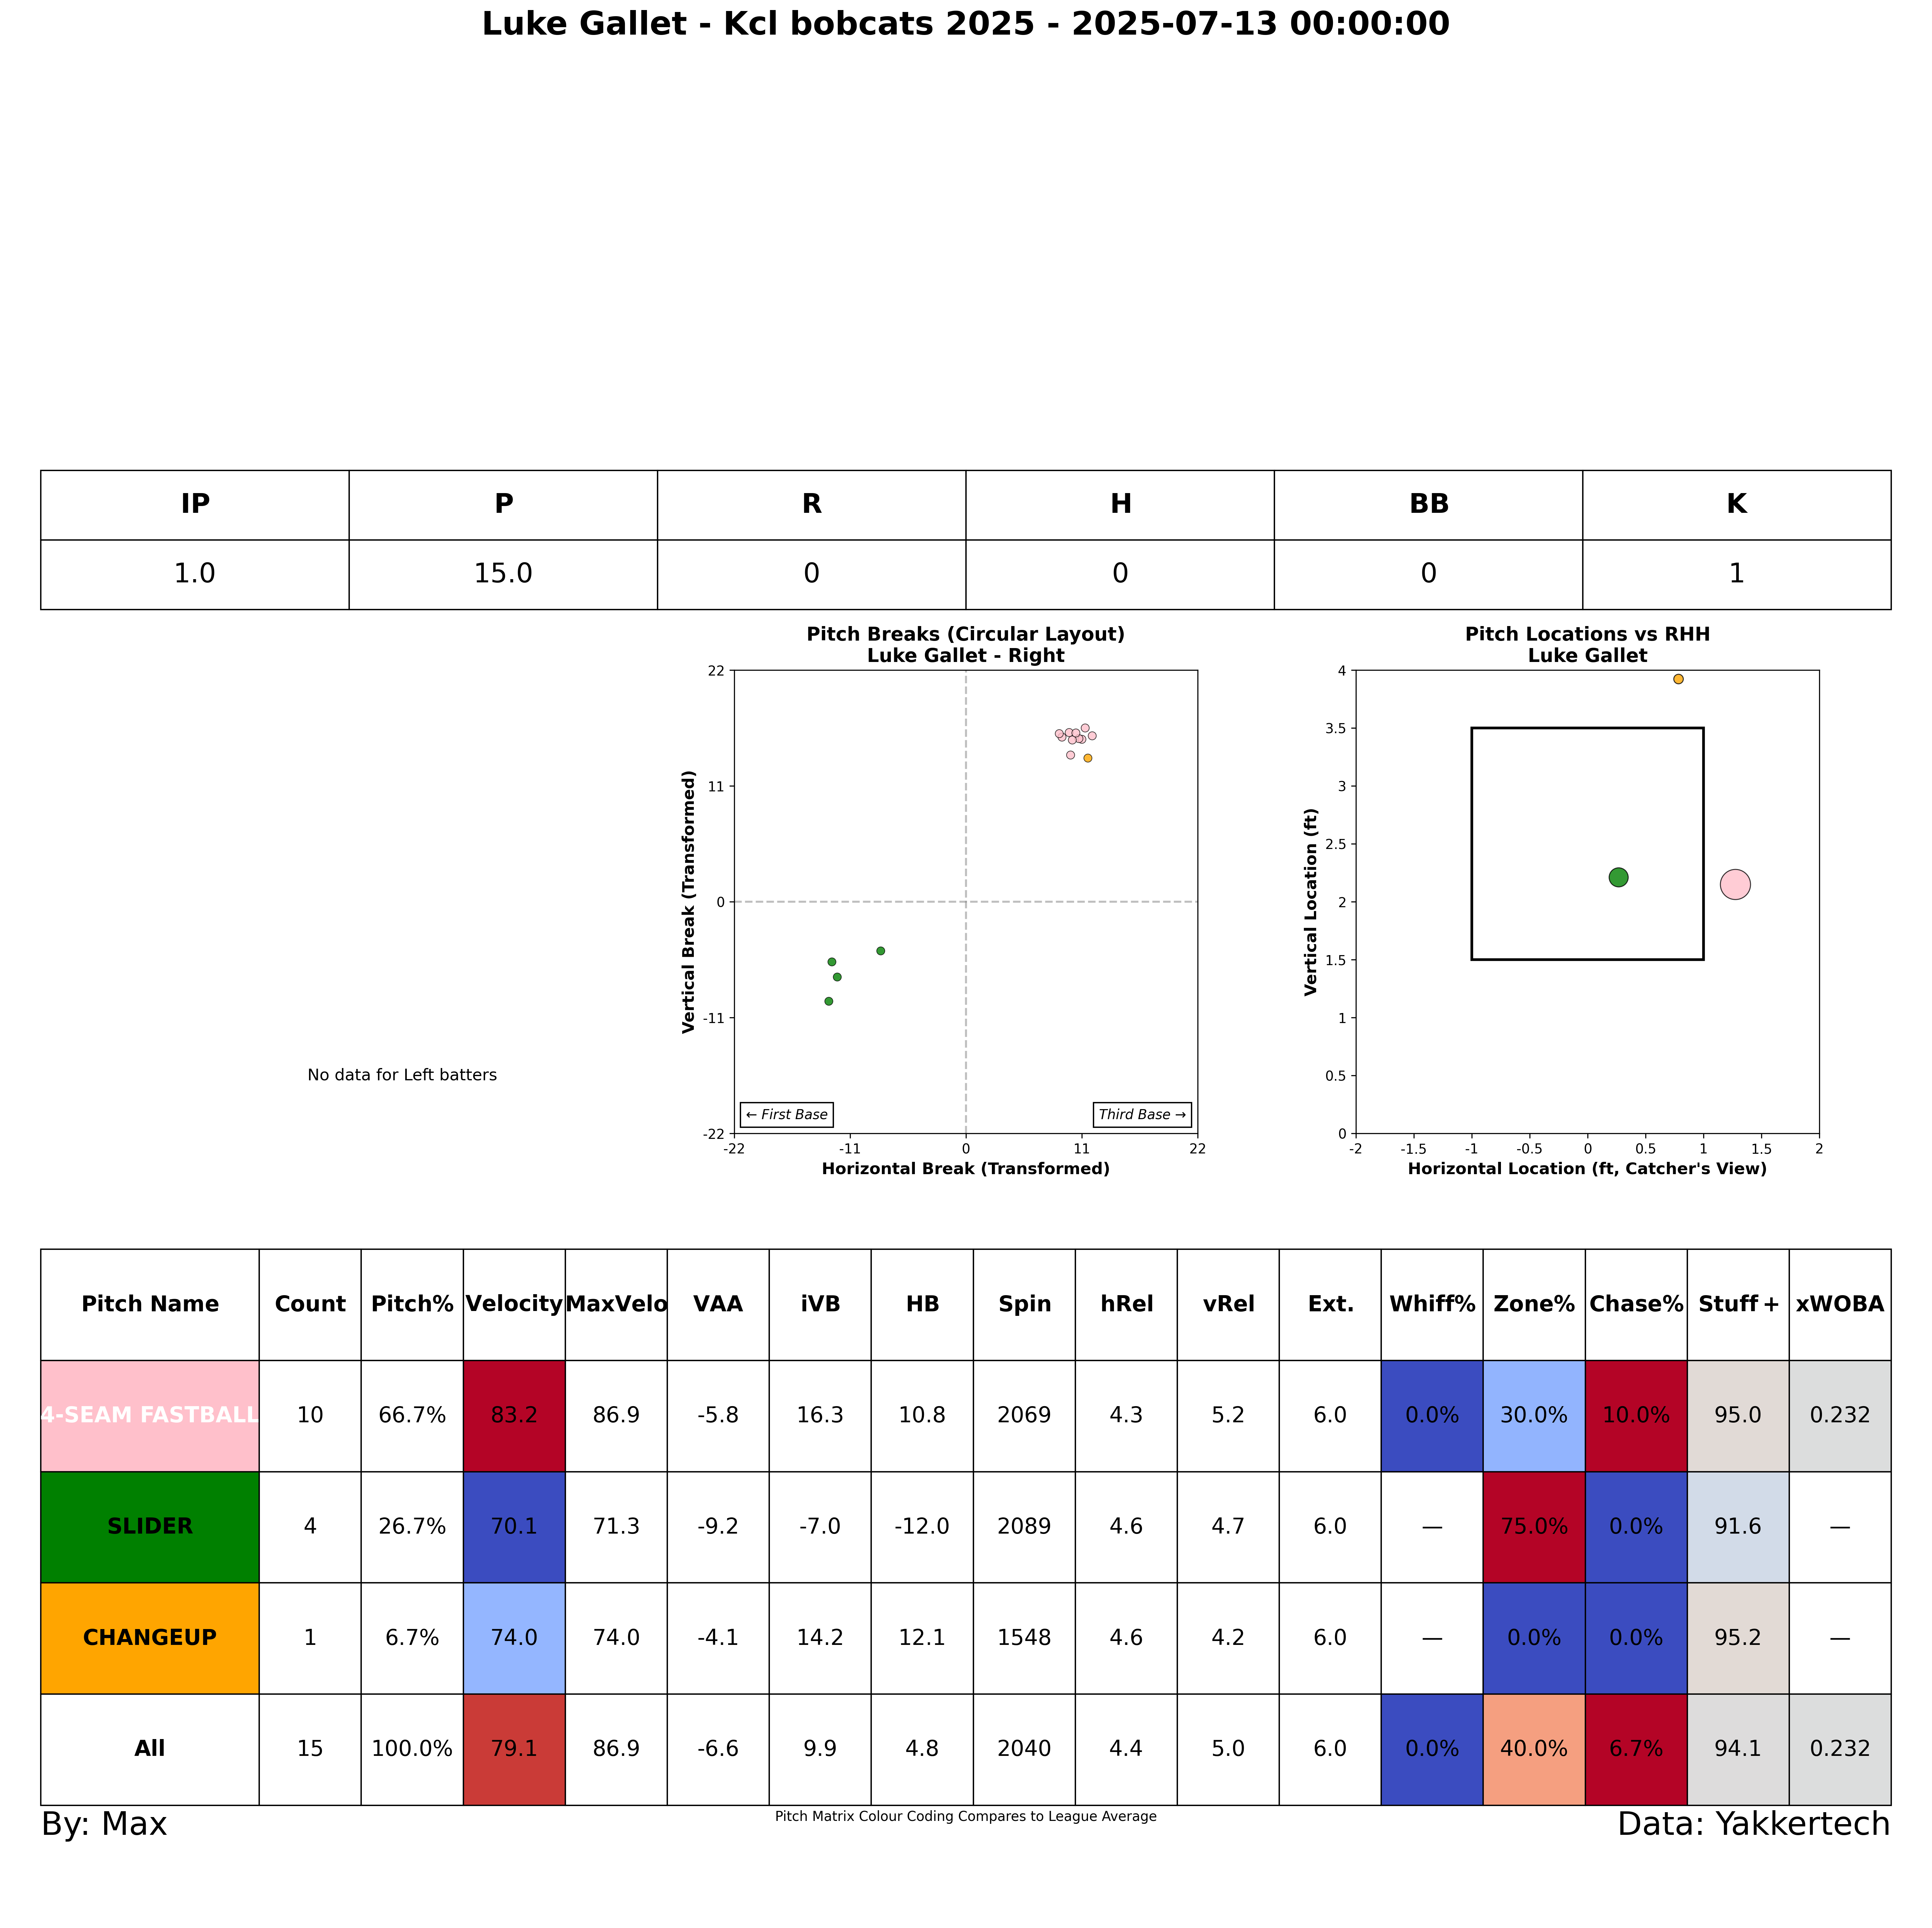 Luke Gallet - Kcl bobcats 2025 - 2025-07-13 00:00:00
IP P R H BB K
1.0 15.0 0 0 0 1
No data for Left batters
Pitch Breaks (Circular Layout)
Luke Gallet - Right
Vertical Break (Transformed)
22
11
0
-11
-22
← First Base
Third Base →
-22 -11 0 11 22
Horizontal Break (Transformed)
Pitch Locations vs RHH
Luke Gallet
Vertical Location (ft)
4
3.5
3
2.5
2
1.5
1
0.5
0
-2 -1.5 -1 -0.5 0 0.5 1 1.5 2
Horizontal Location (ft, Catcher's View)
Pitch Name Count Pitch% Velocity MaxVelo VAA iVB HB Spin hRel vRel Ext. Whiff% Zone% Chase% Stuff+ xWOBA
4-SEAM FASTBALL 10 66.7% 83.2 86.9 -5.8 16.3 10.8 2069 4.3 5.2 6.0 0.0% 30.0% 10.0% 95.0 0.232
SLIDER 4 26.7% 70.1 71.3 -9.2 -7.0 -12.0 2089 4.6 4.7 6.0 — 75.0% 0.0% 91.6 —
CHANGEUP 1 6.7% 74.0 74.0 -4.1 14.2 12.1 1548 4.6 4.2 6.0 — 0.0% 0.0% 95.2 —
All 15 100.0% 79.1 86.9 -6.6 9.9 4.8 2040 4.4 5.0 6.0 0.0% 40.0% 6.7% 94.1 0.232
By: Max
Pitch Matrix Colour Coding Compares to League Average
Data: Yakkertech